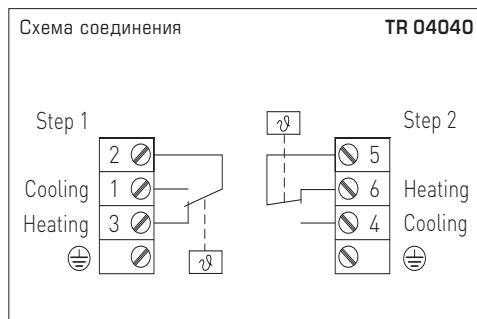 Схема соединения TR 04040
Step 1 Step 2
2 5
Cooling 1 6 Heating
Heating 3 4 Cooling
ϑ
ϑ